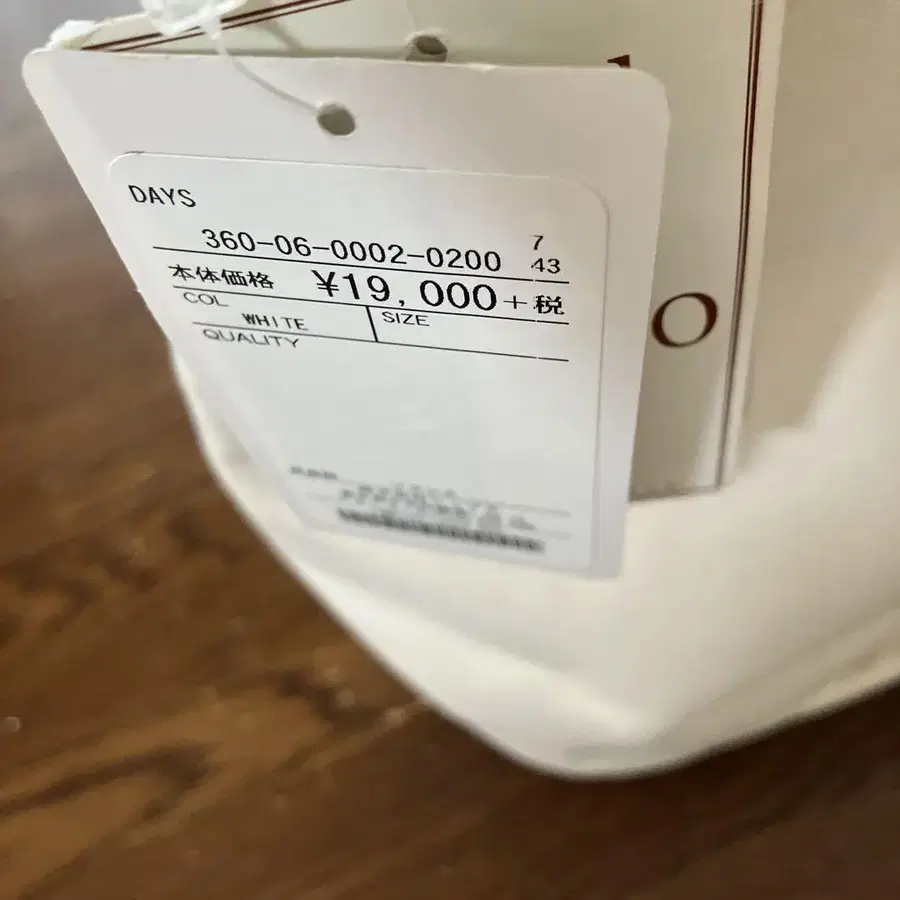 DAYS
360-06-0002-0200 7
43
本体価格 ¥19,000+税
COL SIZE
WHITE
QUALITY
O